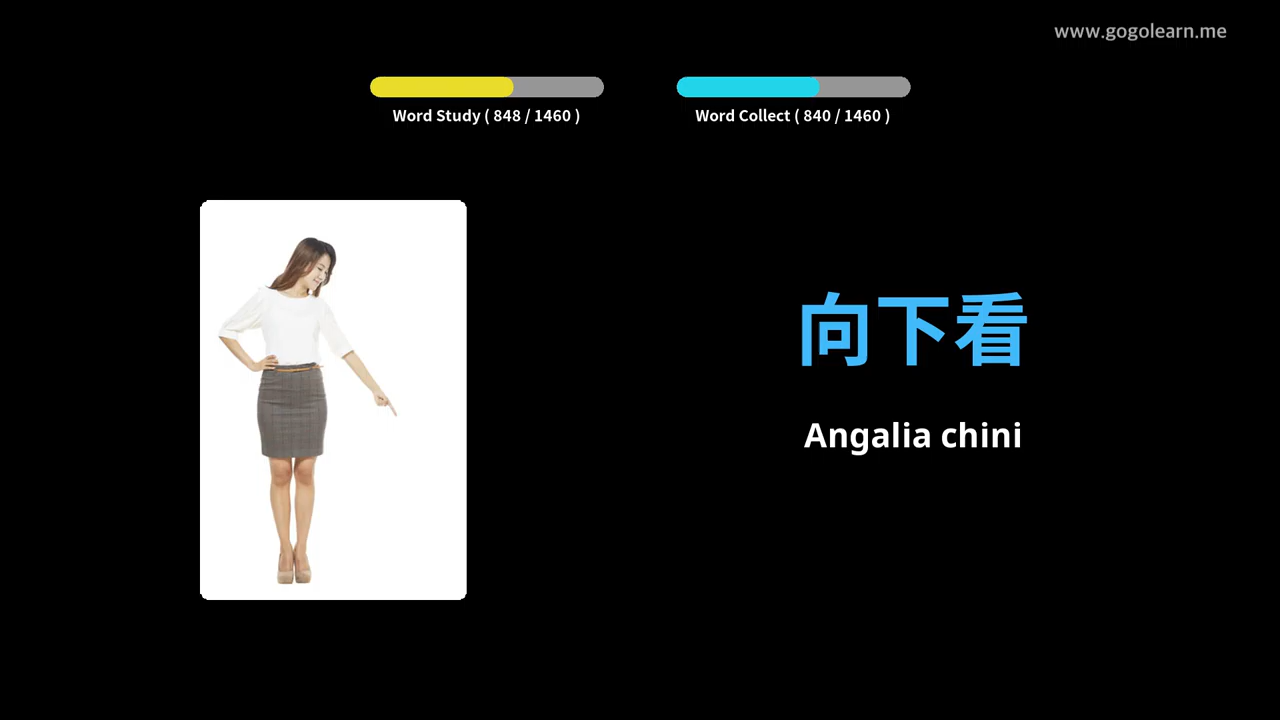 www.gogolearn.me
Word Study ( 848 / 1460 )
Word Collect ( 840 / 1460 )
向下看
Angalia chini